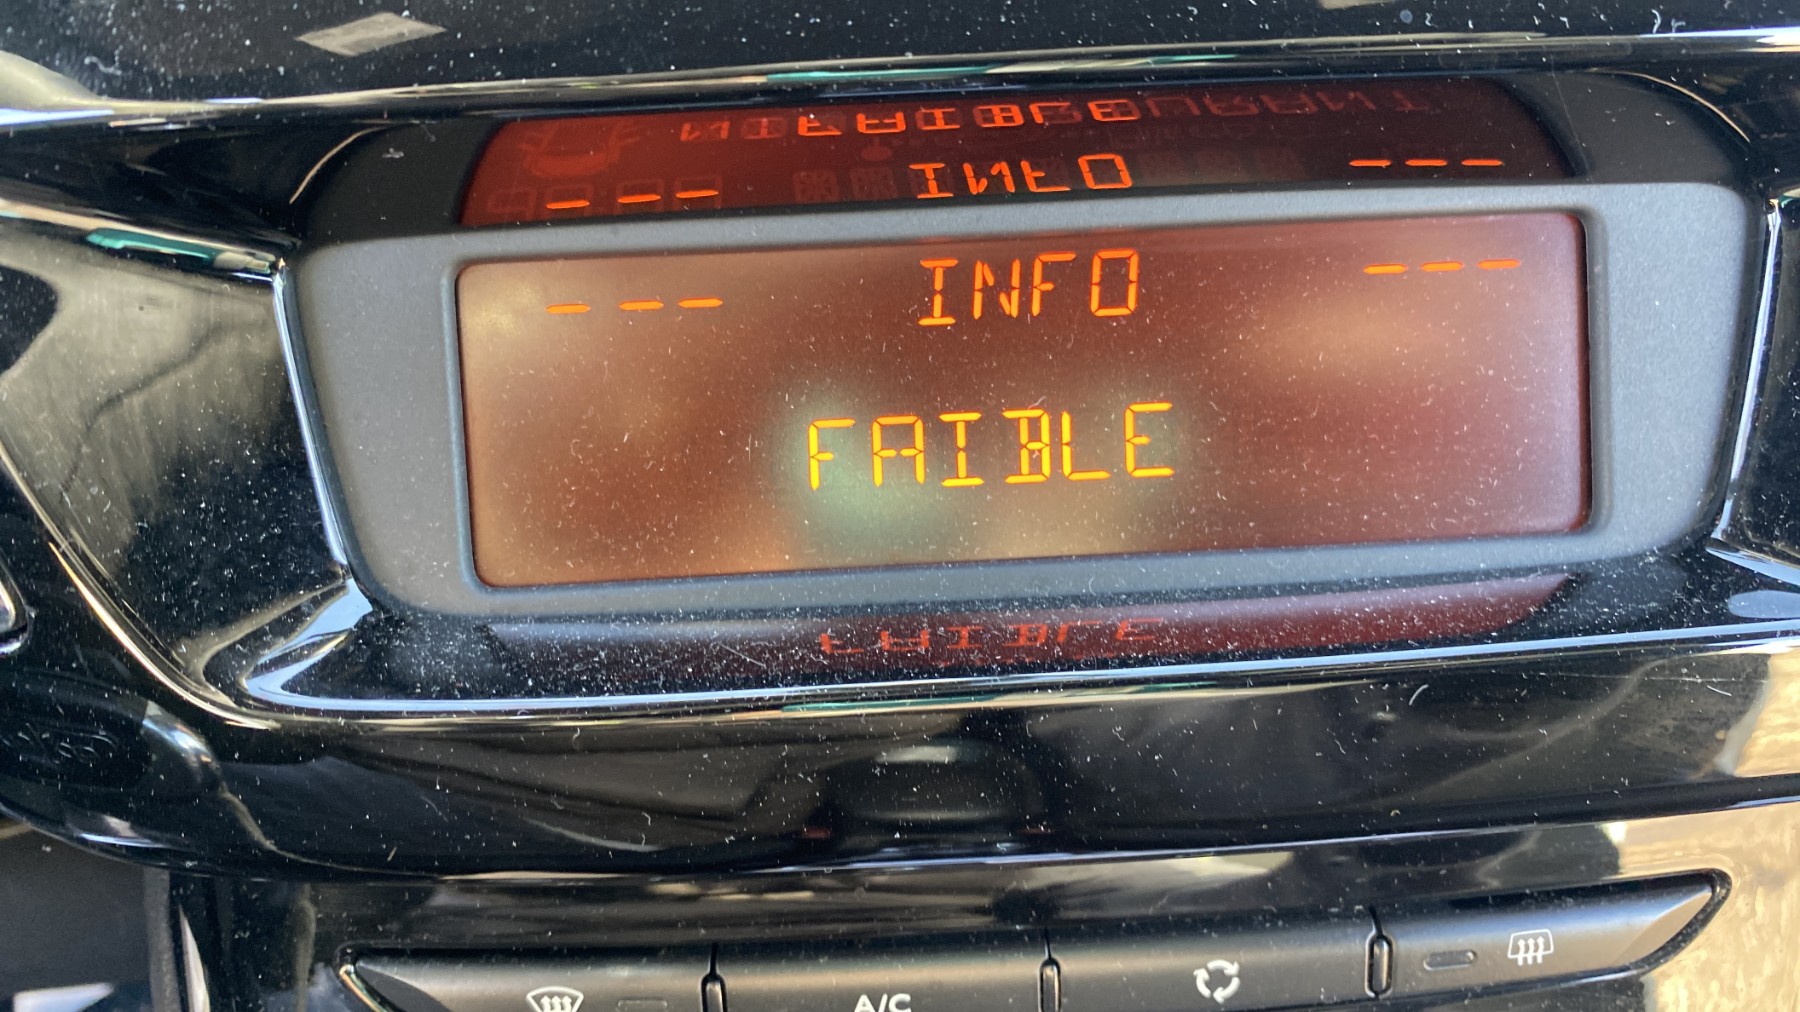 --- INFO ---
FAIBLE
A/C